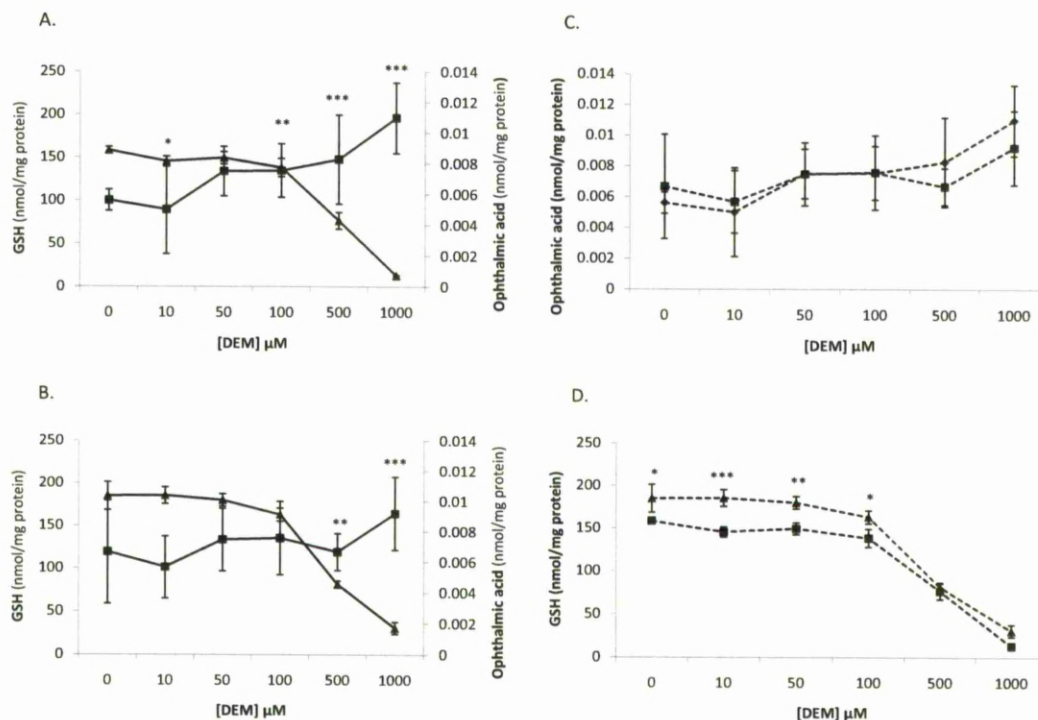 A.
250
200
150
100
50
0
GSH (nmol/mg protein)
0.014
0.012
0.01
0.008
0.006
0.004
0.002
0
Ophthalmic acid (nmol/mg protein)
*
**
***
***
0 10 50 100 500 1000
[DEM] µM
C.
0.014
0.012
0.01
0.008
0.006
0.004
0.002
0
Ophthalmic acid (nmol/mg protein)
0 10 50 100 500 1000
[DEM] µM
B.
250
200
150
100
50
0
GSH (nmol/mg protein)
0.014
0.012
0.01
0.008
0.006
0.004
0.002
0
Ophthalmic acid (nmol/mg protein)
**
***
0 10 50 100 500 1000
[DEM] µM
D.
250
200
150
100
50
0
GSH (nmol/mg protein)
*
***
**
*
0 10 50 100 500 1000
[DEM] µM